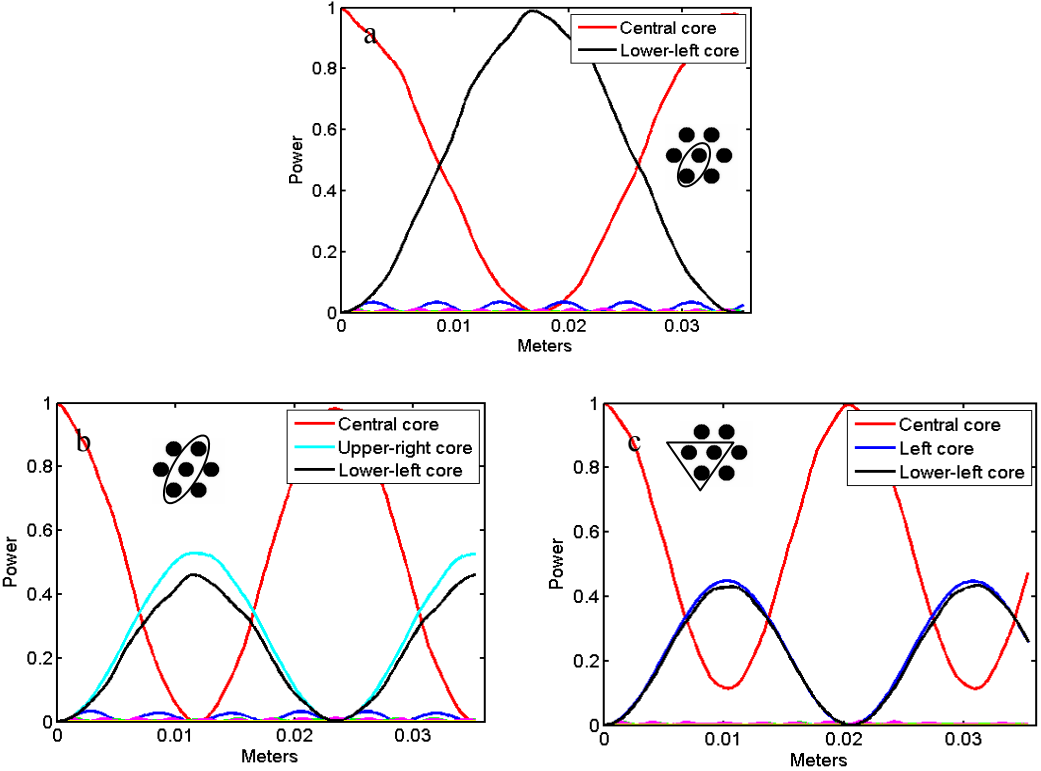 1
a
Central core
Lower-left core
0.8
0.6
Power
0.4
0.2
0
0 0.01 0.02 0.03
Meters
1
b
Central core
Upper-right core
Lower-left core
0.8
0.6
Power
0.4
0.2
0
0 0.01 0.02 0.03
Meters
1
c
Central core
Left core
Lower-left core
0.8
0.6
Power
0.4
0.2
0
0 0.01 0.02 0.03
Meters